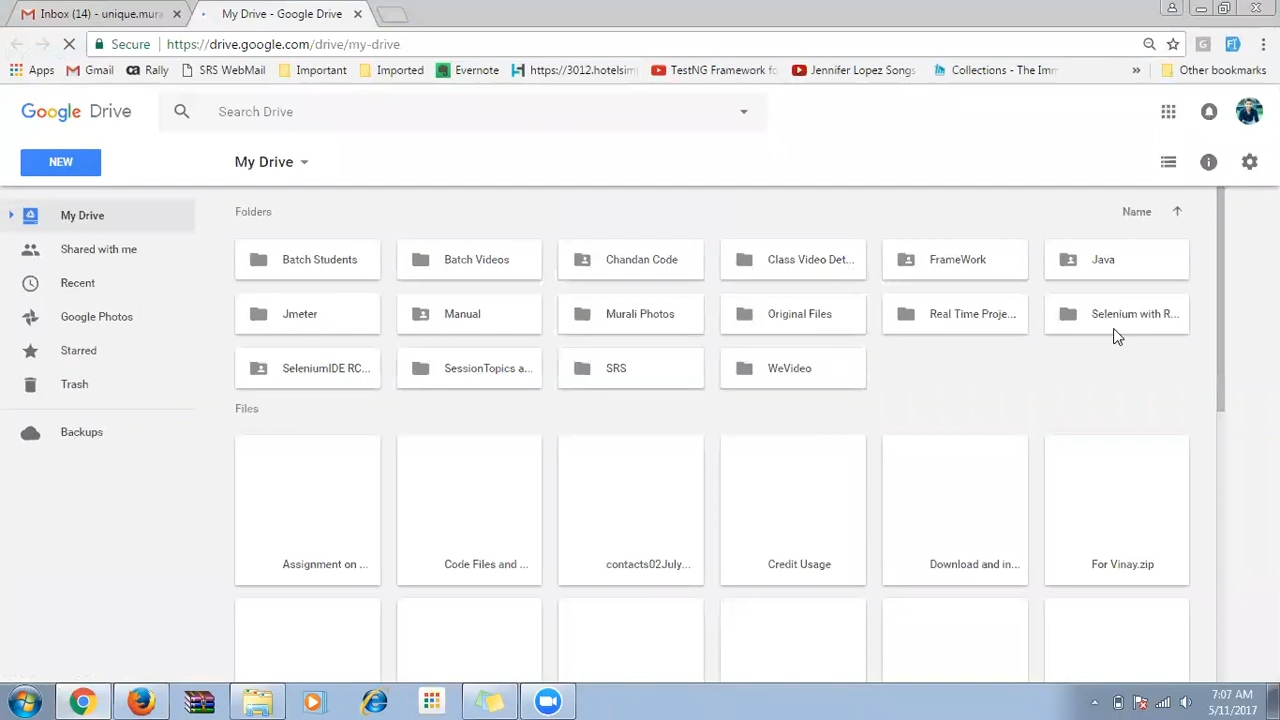 Inbox (14) - unique.mura
My Drive - Google Drive
Secure https://drive.google.com/drive/my-drive
Apps Gmail ca Rally SRS WebMail Important Imported Evernote https://3012.hotelsim TestNG Framework fo Jennifer Lopez Songs Collections - The Imm » Other bookmarks
Google Drive
Search Drive
NEW
My Drive
My Drive
Shared with me
Recent
Google Photos
Starred
Trash
Backups
Folders
Name
Batch Students Batch Videos Chandan Code Class Video Det... FrameWork Java
Jmeter Manual Murali Photos Original Files Real Time Proje... Selenium with R...
SeleniumIDE RC... SessionTopics a... SRS WeVideo
Files
Assignment on ... Code Files and ... contacts02July... Credit Usage Download and in... For Vinay.zip
7:07 AM
5/11/2017